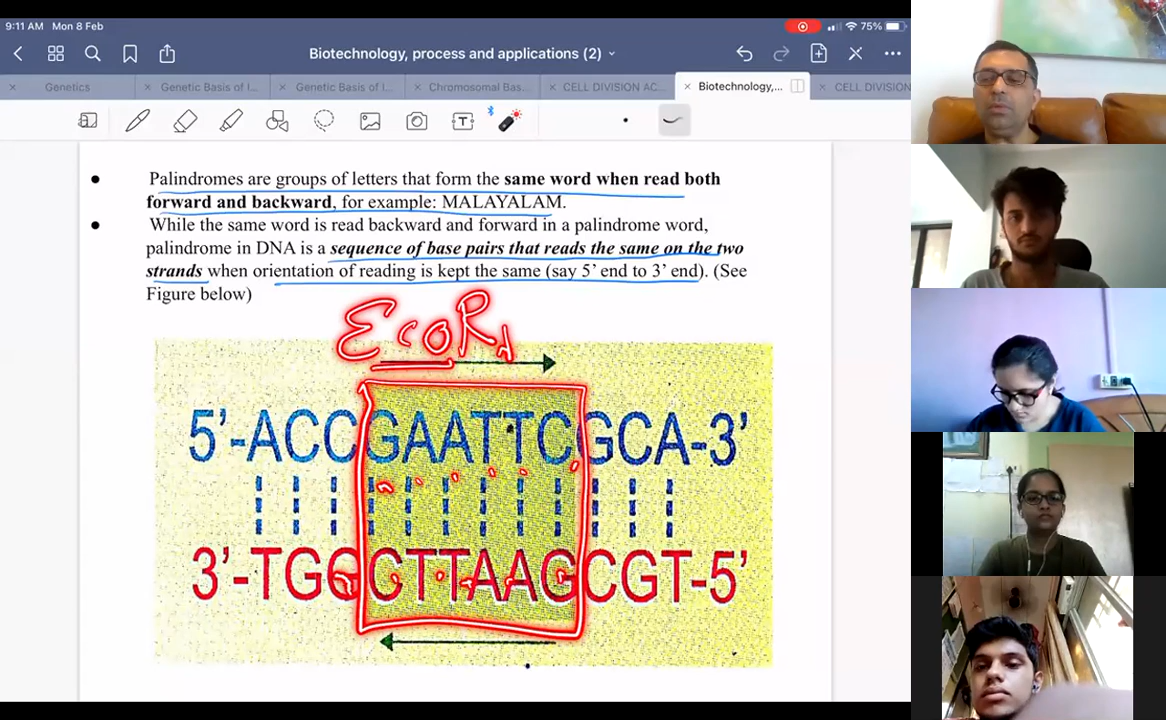 9:11 AM Mon 8 Feb
75%
Biotechnology, process and applications (2)
Genetics
Genetic Basis of I...
Genetic Basis of I...
Chromosomal Bas...
CELL DIVISION AC...
Biotechnology,...
CELL DIVISION
T
● Palindromes are groups of letters that form the same word when read both
forward and backward, for example: MALAYALAM.
● While the same word is read backward and forward in a palindrome word,
palindrome in DNA is a sequence of base pairs that reads the same on the two
strands when orientation of reading is kept the same (say 5’ end to 3’ end). (See
Figure below)
EcoR1
5’-ACCGAATTCGCA-3’
3’-TGGCTTAAGCGT-5’